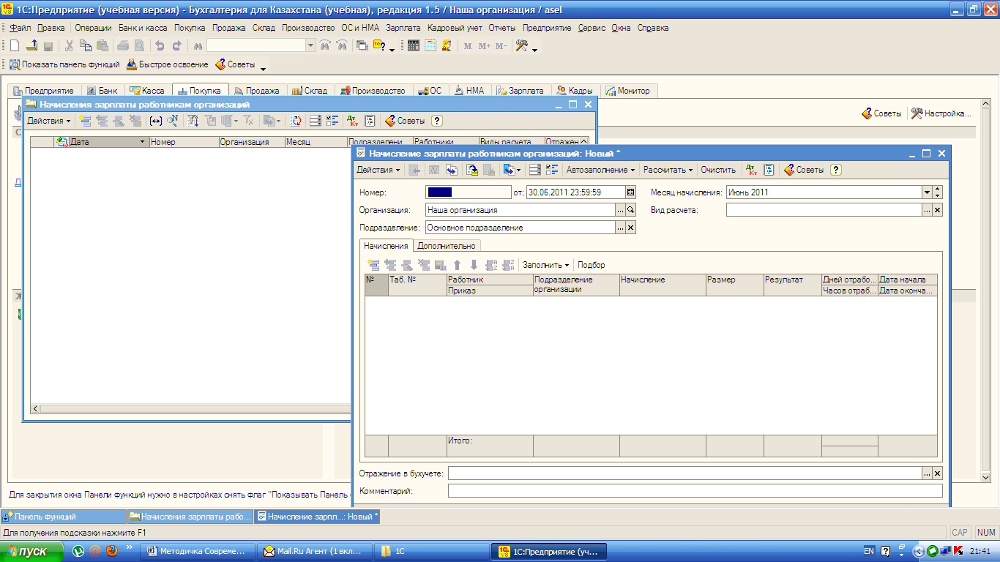 1С:Предприятие (учебная версия) - Бухгалтерия для Казахстана (учебная), редакция 1.5 / Наша организация / asel
Файл Правка Операции Банк и касса Покупка Продажа Склад Производство ОС и НМА Зарплата Кадровый учет Отчеты Предприятие Сервис Окна Справка
M M+ M-
Показать панель функций Быстрое освоение Советы
Предприятие Банк Касса Покупка Продажа Склад Производство ОС НМА Зарплата Кадры Монитор
Начисления зарплаты работникам организаций
Советы Настройка...
Действия Дт Кт Советы ?
Дата Номер Организация Месяц Подразделени Работники Виды расчета Отражен
Начисление зарплаты работникам организаций: Новый *
Действия Автозаполнение Рассчитать Очистить Дт Кт Советы ?
Номер: от: 30.06.2011 23:59:59 Месяц начисления: Июнь 2011
Организация: Наша организация ... Вид расчета: ...
Подразделение: Основное подразделение ...
Начисления Дополнительно
Заполнить Подбор
№ Таб. № Работник Подразделение организации Начисление Размер Результат Дней отрабо... Дата начала
Приказ Часов отраб... Дата оконча...
Итого:
Отражение в бухучете: ...
Комментарий:
Для закрытия окна Панели функций нужно в настройках снять флаг "Показывать Панель
Панель функций Начисления зарплаты рабо... Начисление зарпл...: Новый *
Для получения подсказки нажмите F1 CAP NUM
пуск Методичка Совреме... Mail.Ru Агент (1 вкл... 1С 1С:Предприятие (уч... EN 21:41